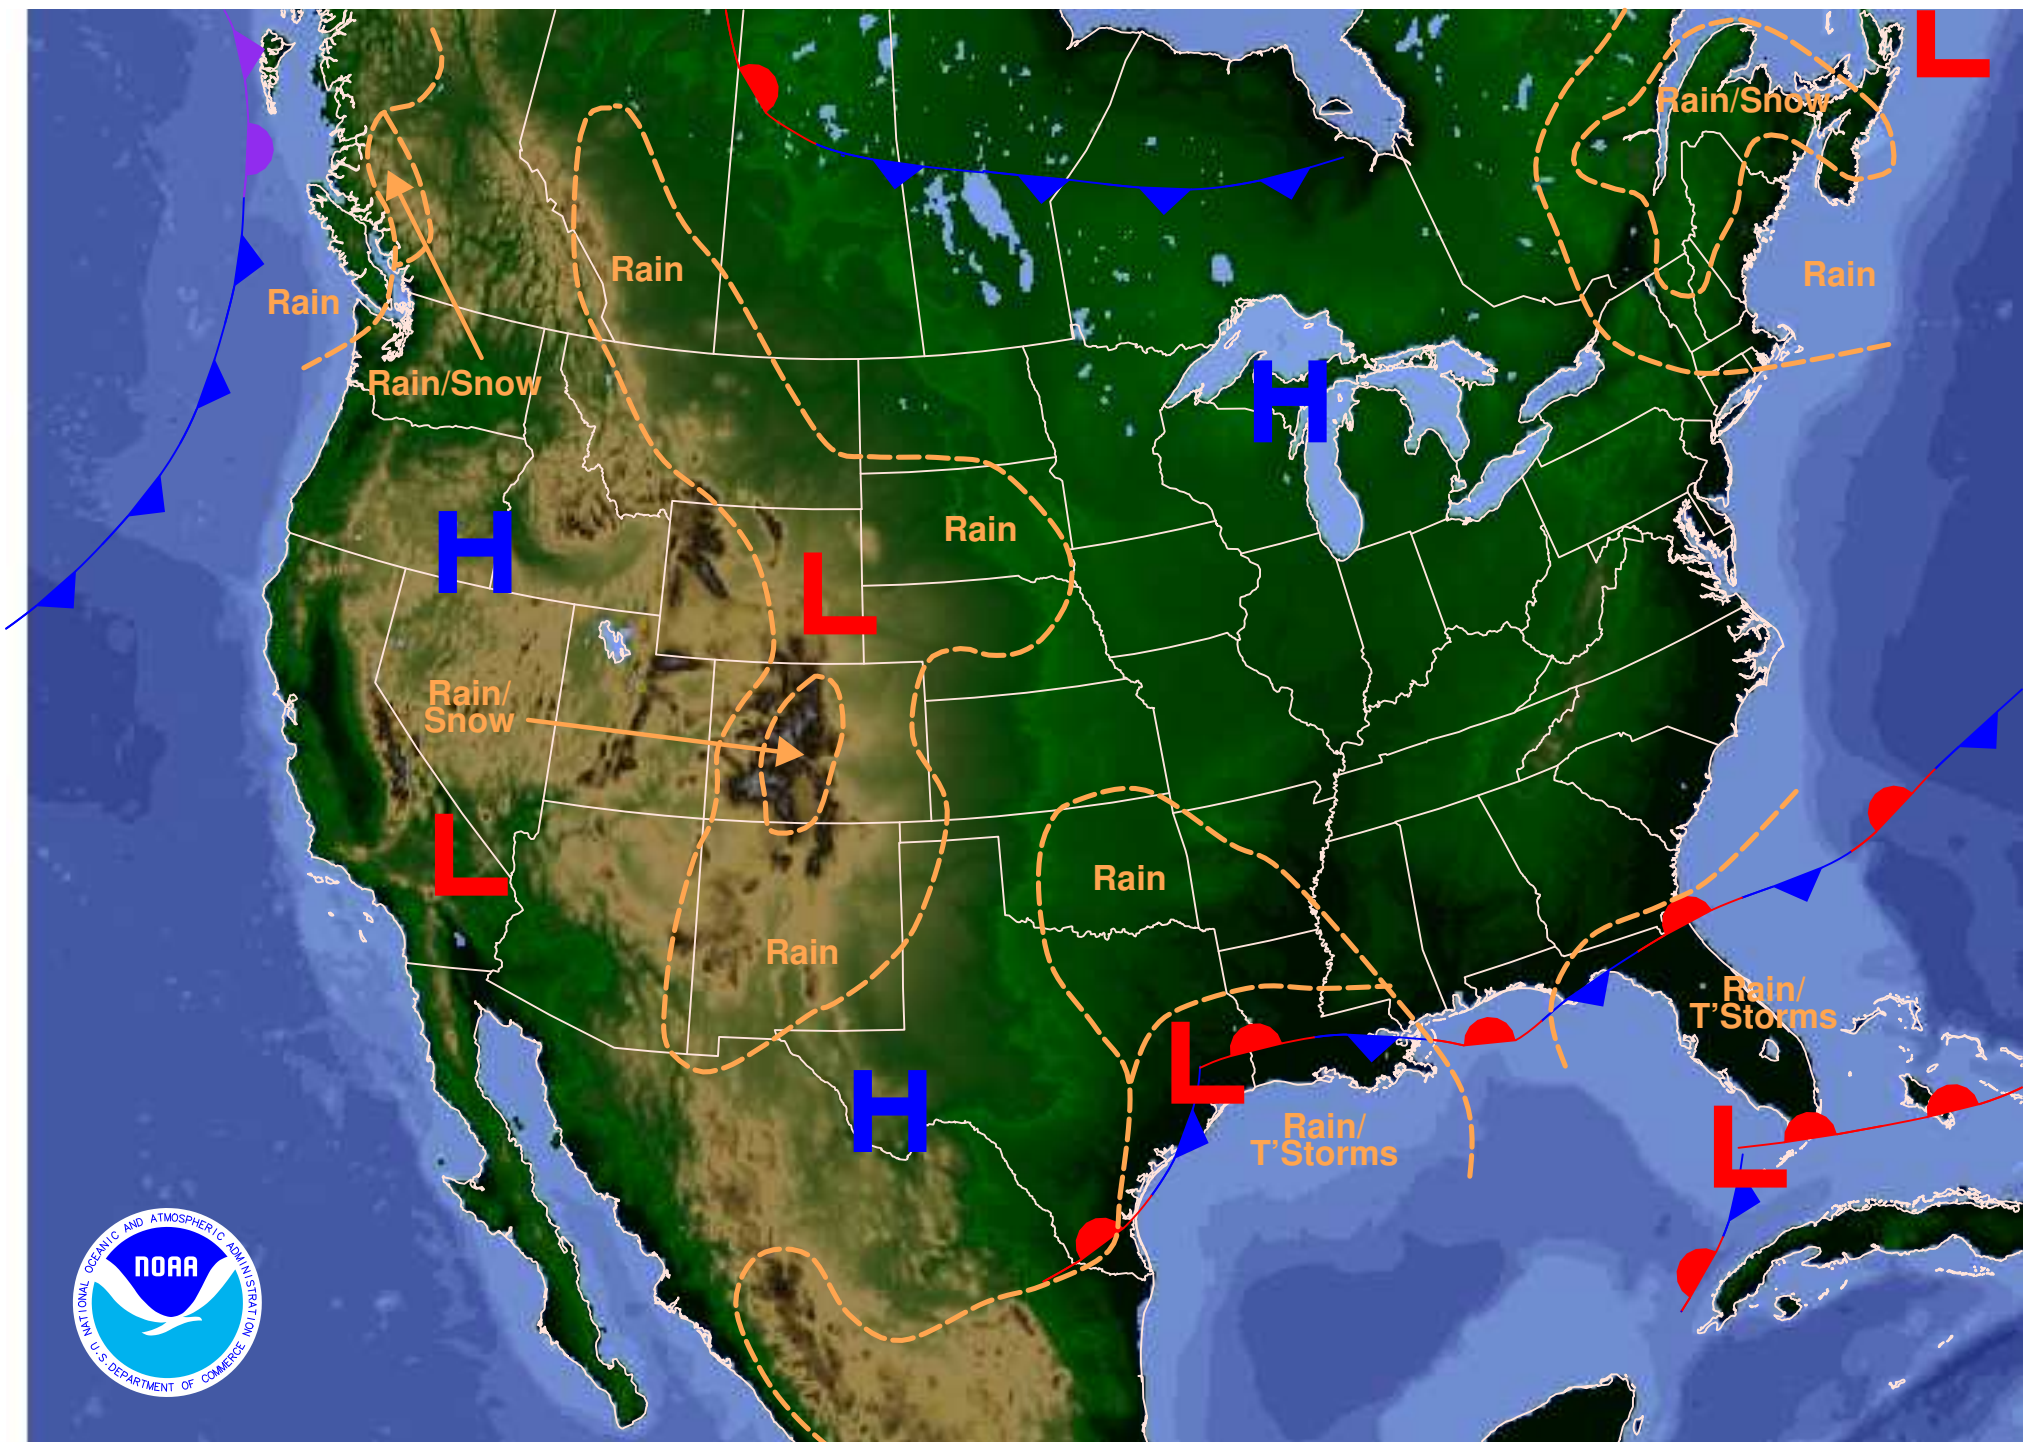 L
Rain/Snow
Rain
Rain
Rain
Rain/Snow
H
Rain
H
L
Rain/
Snow
L
Rain
Rain
Rain/
T'Storms
L
H
L
Rain/
T'Storms
NOAA
NATIONAL OCEANIC AND ATMOSPHERIC ADMINISTRATION
U.S. DEPARTMENT OF COMMERCE